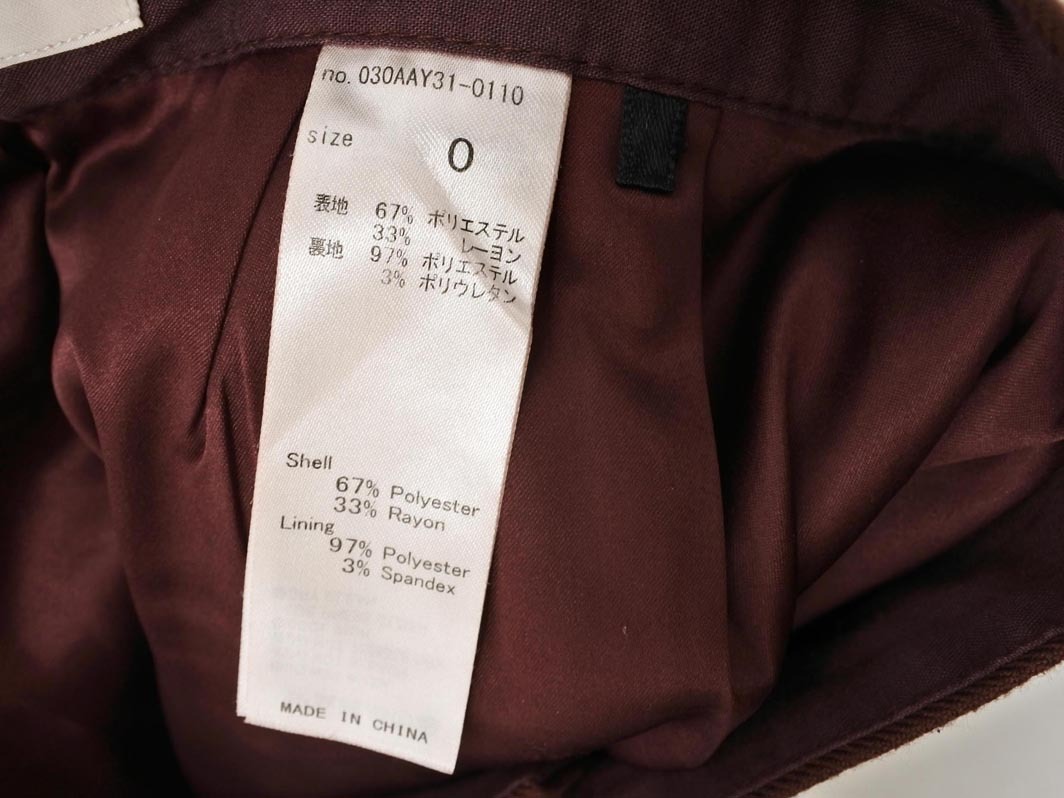 no. 030AAY31-0110
size 0
表地 67% ポリエステル
33% レーヨン
裏地 97% ポリエステル
3% ポリウレタン
Shell
67% Polyester
33% Rayon
Lining
97% Polyester
3% Spandex
MADE IN CHINA